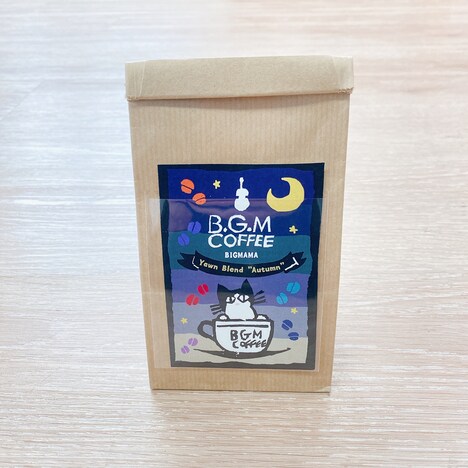 B.G.M
COFFEE
BIGMAMA
Yawn Blend "Autumn"
BGM
COFFEE